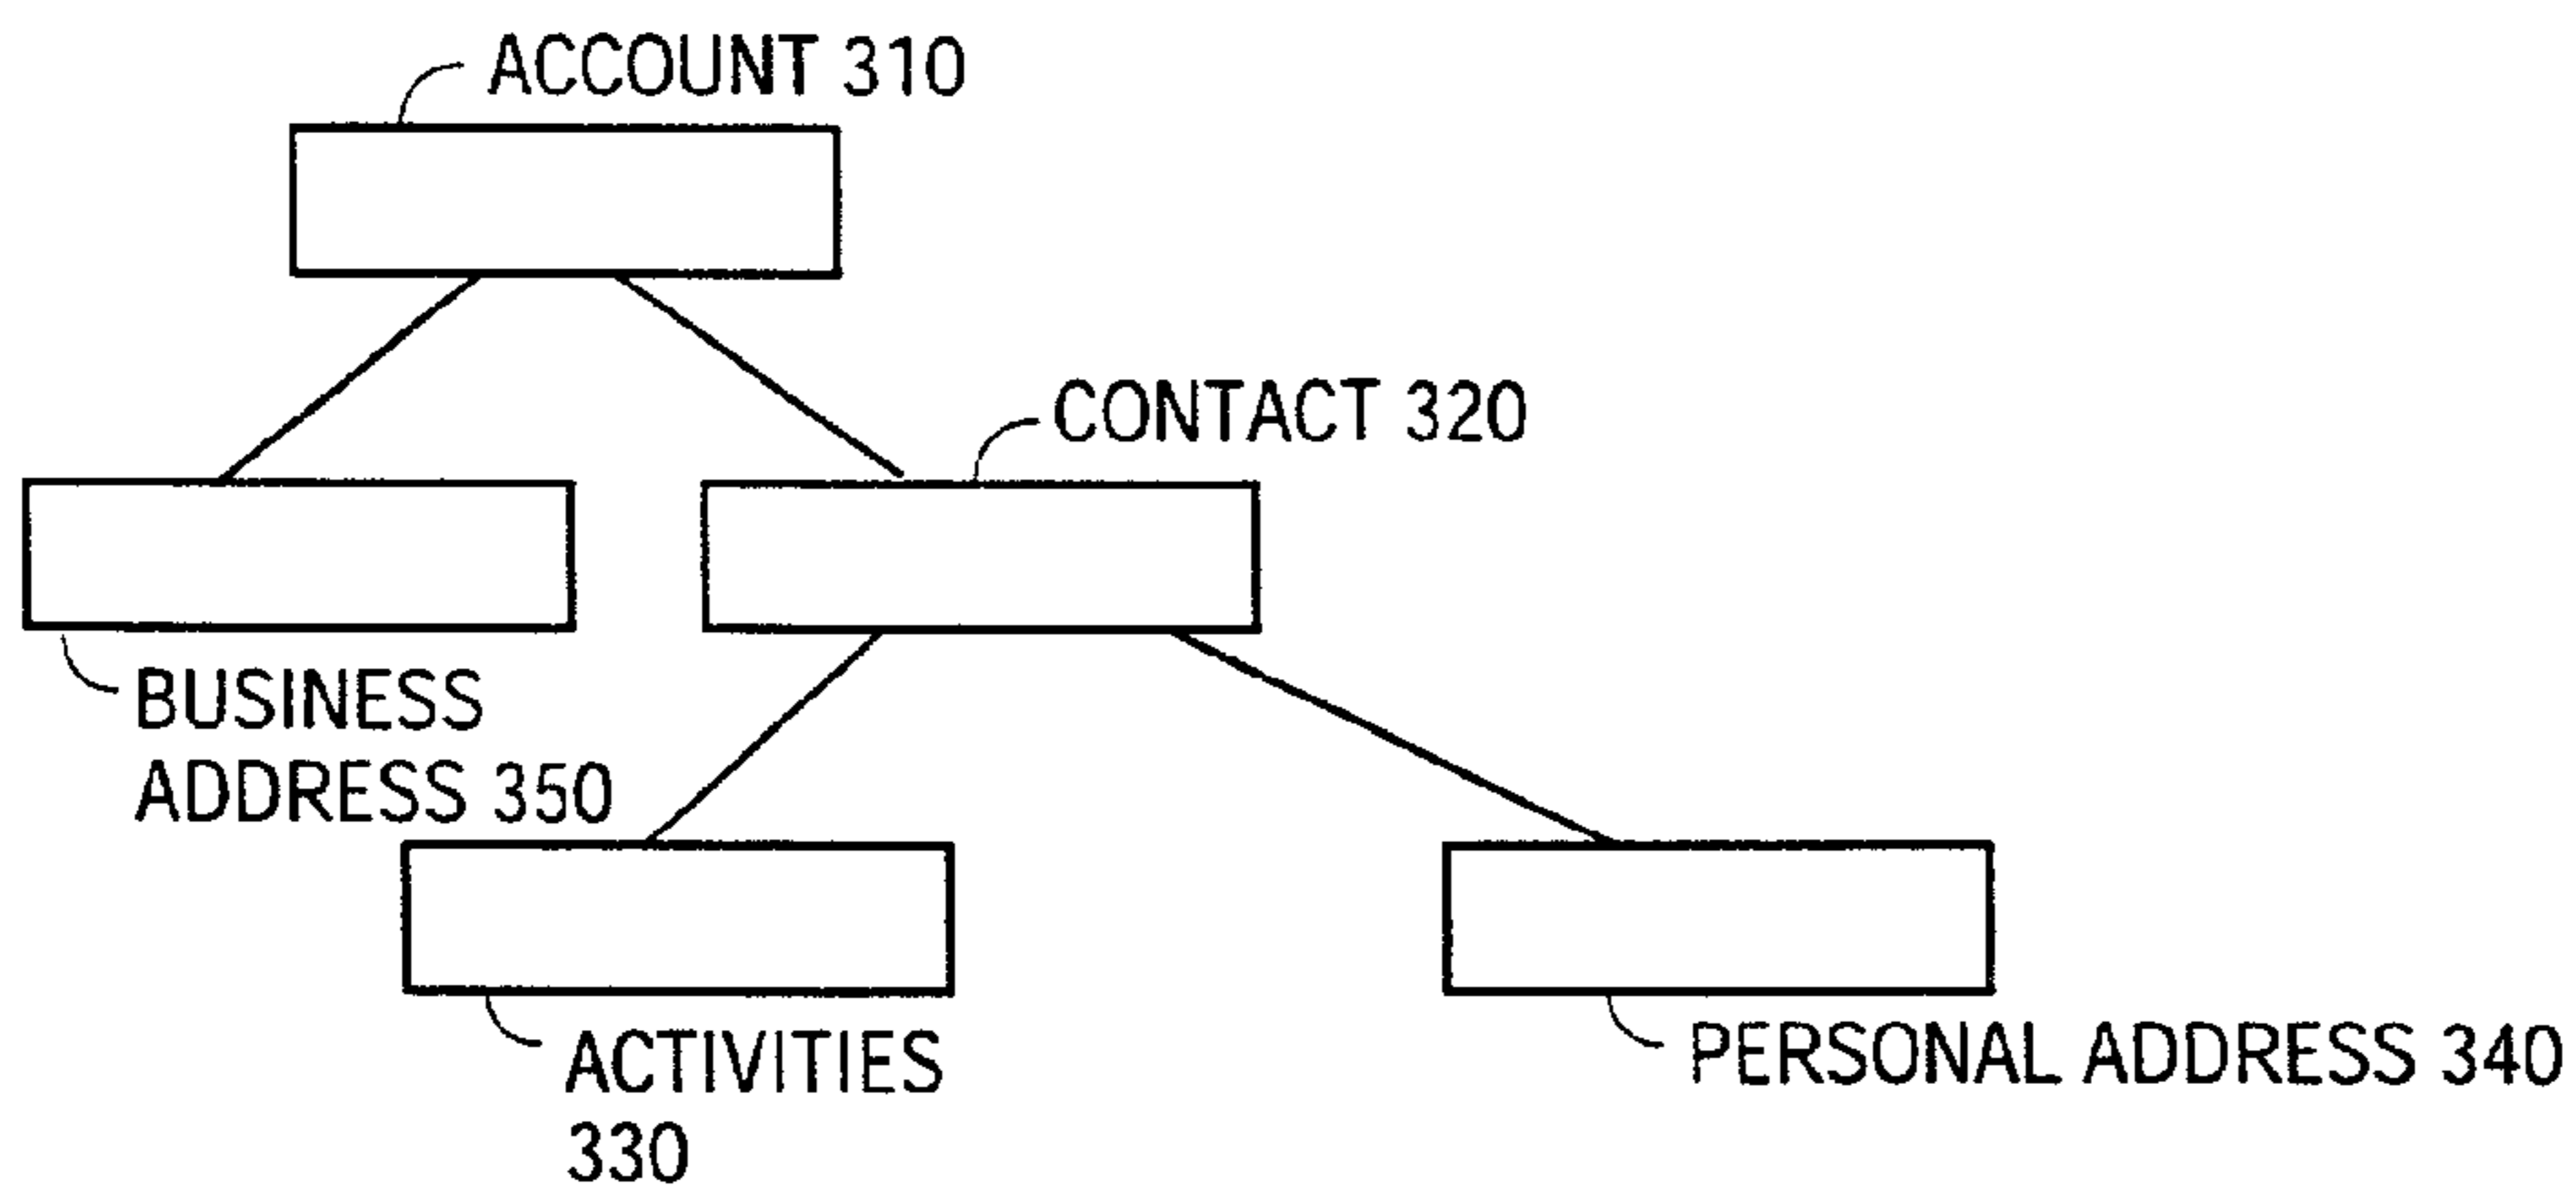 ACCOUNT 310
CONTACT 320
BUSINESS
ADDRESS 350
ACTIVITIES
330
PERSONAL ADDRESS 340